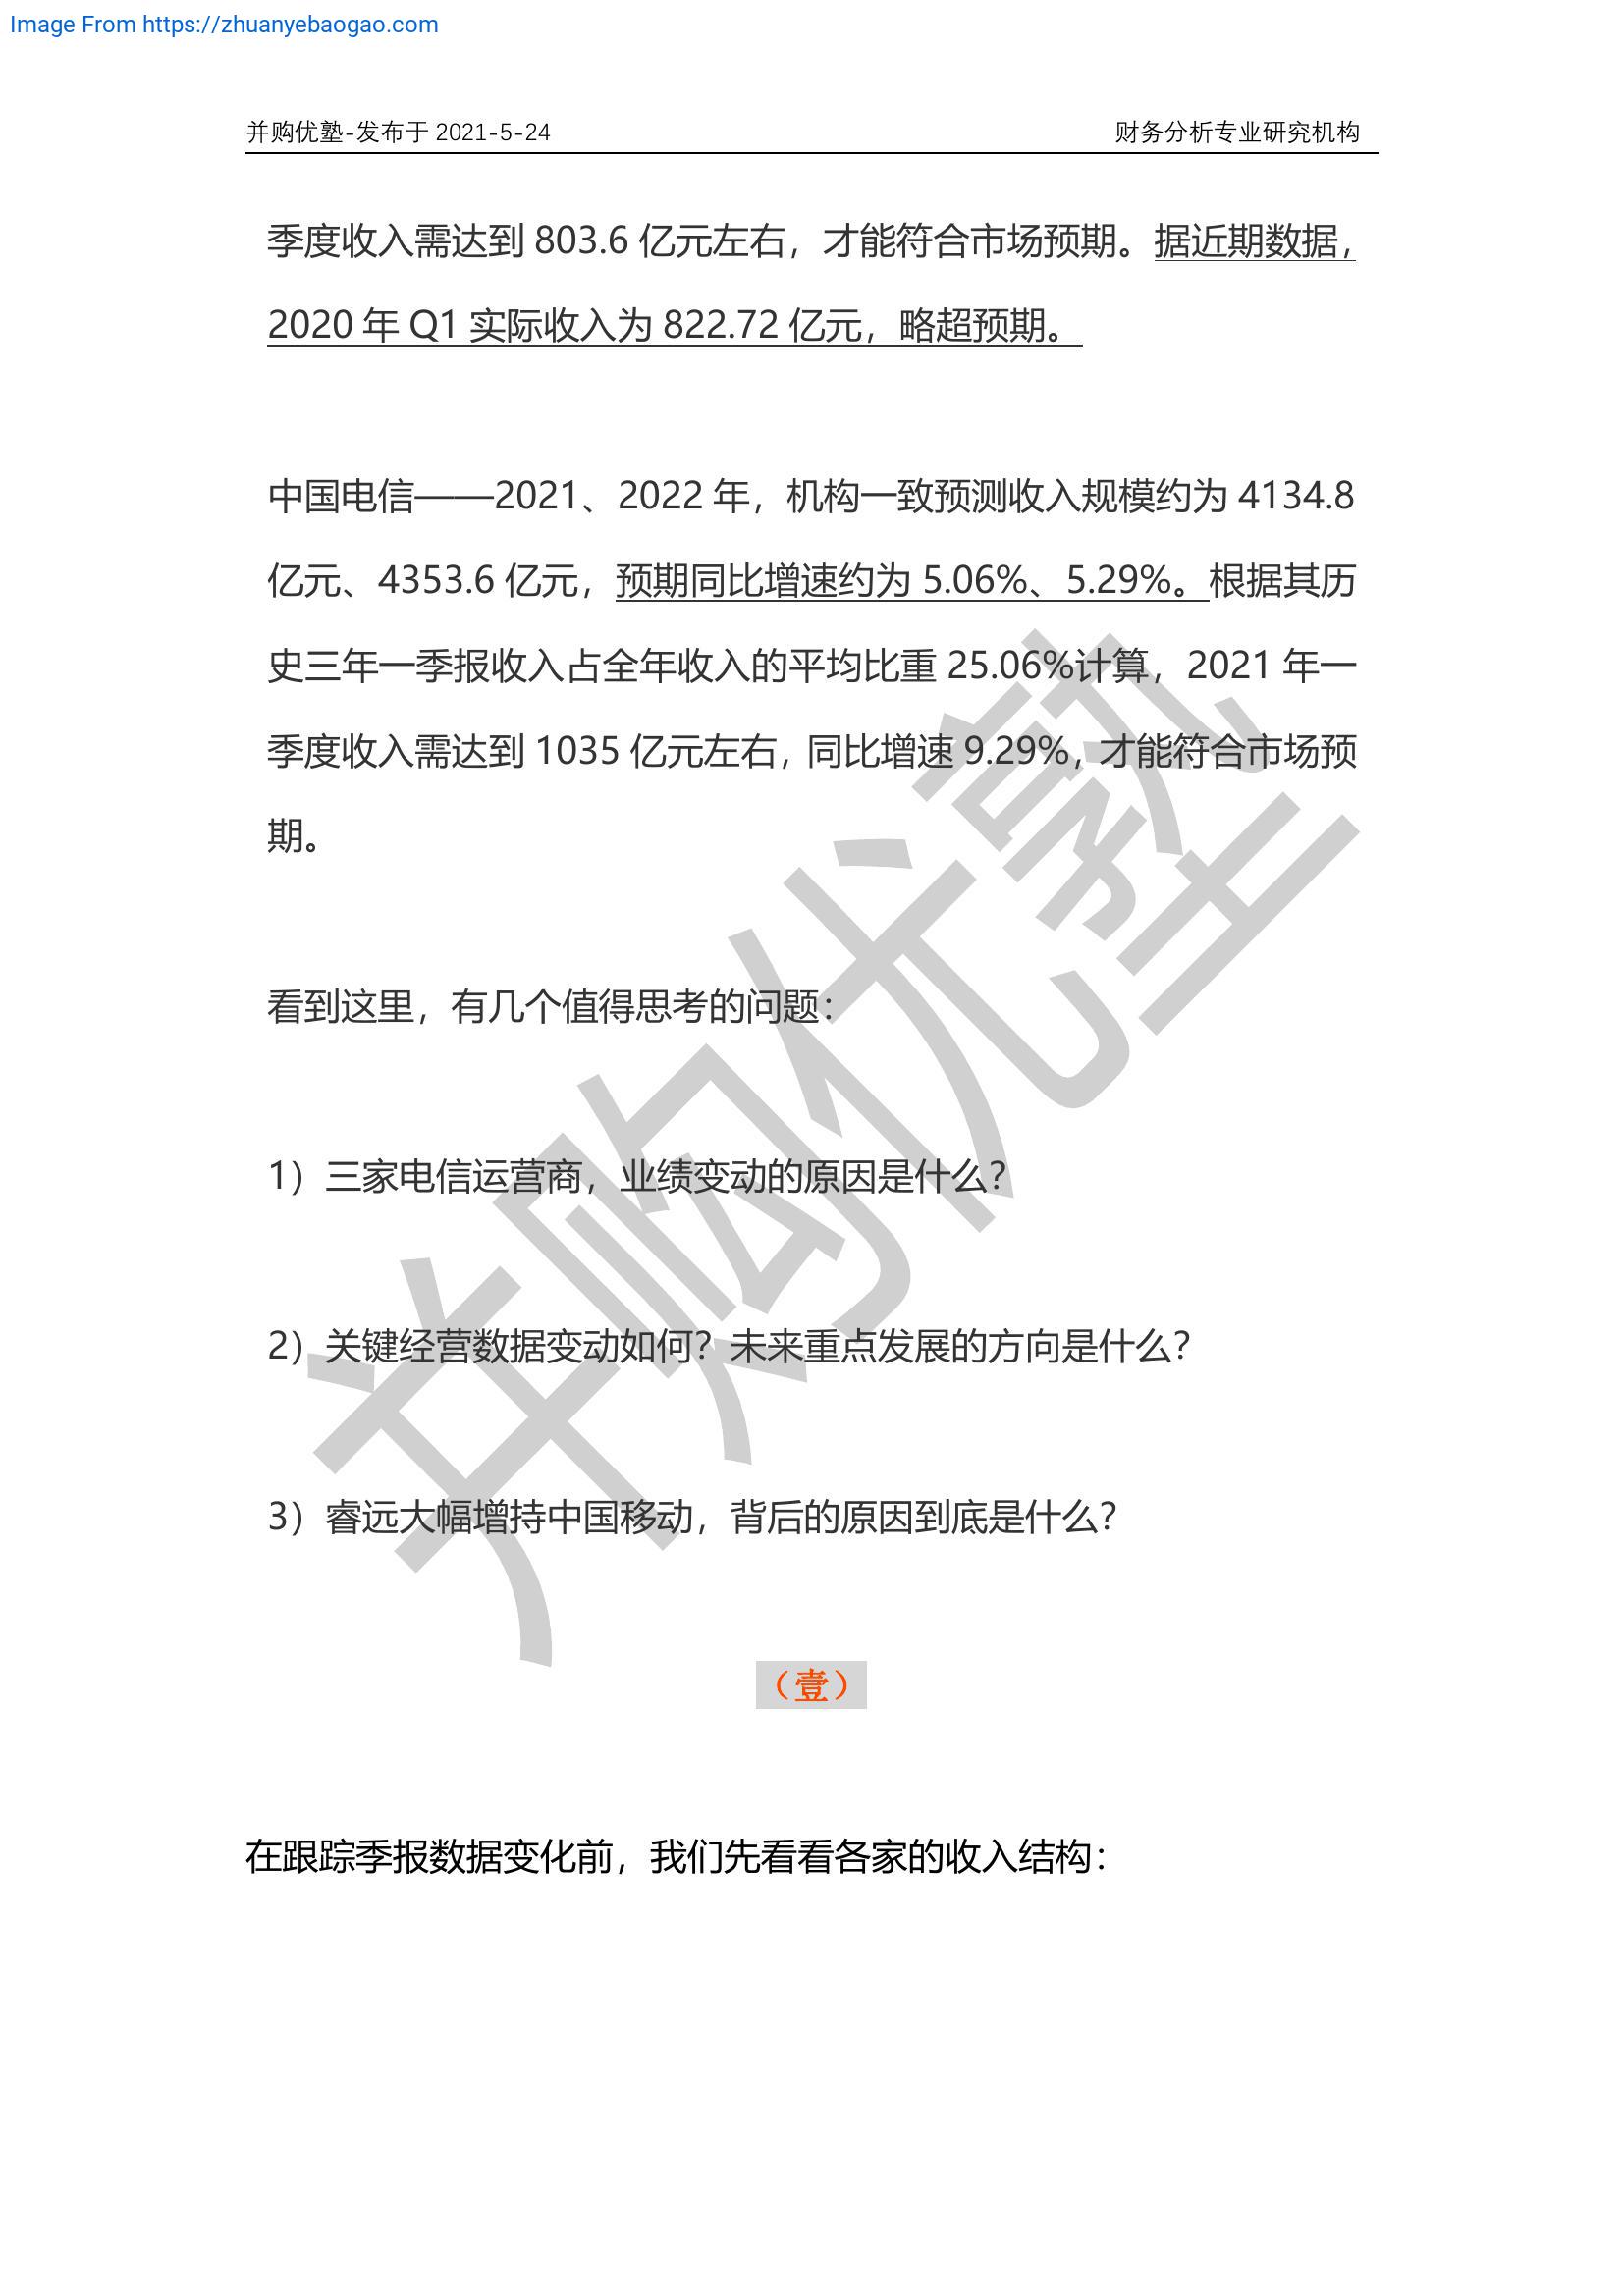 Image From https://zhuanyebaogao.com
并购优塾-发布于 2021-5-24 财务分析专业研究机构
季度收入需达到 803.6 亿元左右，才能符合市场预期。据近期数据，
2020 年 Q1 实际收入为 822.72 亿元，略超预期。
中国电信——2021、2022 年，机构一致预测收入规模约为 4134.8
亿元、4353.6 亿元，预期同比增速约为 5.06%、5.29%。根据其历
史三年一季报收入占全年收入的平均比重 25.06%计算，2021 年一
季度收入需达到 1035 亿元左右，同比增速 9.29%，才能符合市场预
期。
看到这里，有几个值得思考的问题：
1）三家电信运营商，业绩变动的原因是什么？
2）关键经营数据变动如何？未来重点发展的方向是什么？
3）睿远大幅增持中国移动，背后的原因到底是什么？
（壹）
在跟踪季报数据变化前，我们先看看各家的收入结构：
并购优塾